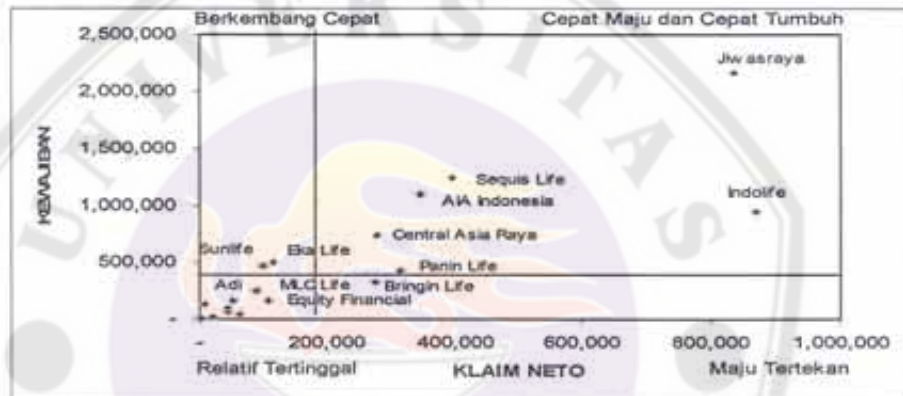 Berkembang Cepat Cepat Maju dan Cepat Tumbuh
2,500,000
Jiwasraya
2,000,000
KEWAJIBAN
1,500,000
Sequis Life
AIA Indonesia
Indolife
1,000,000
Central Asia Raya
Sunlife Eka Life
500,000
Panin Life
Adi MLC Life Bringin Life
Equity Financial
-
- 200,000 400,000 600,000 800,000 1,000,000
Relatif Tertinggal KLAIM NETO Maju Tertekan
UNIVERSITAS